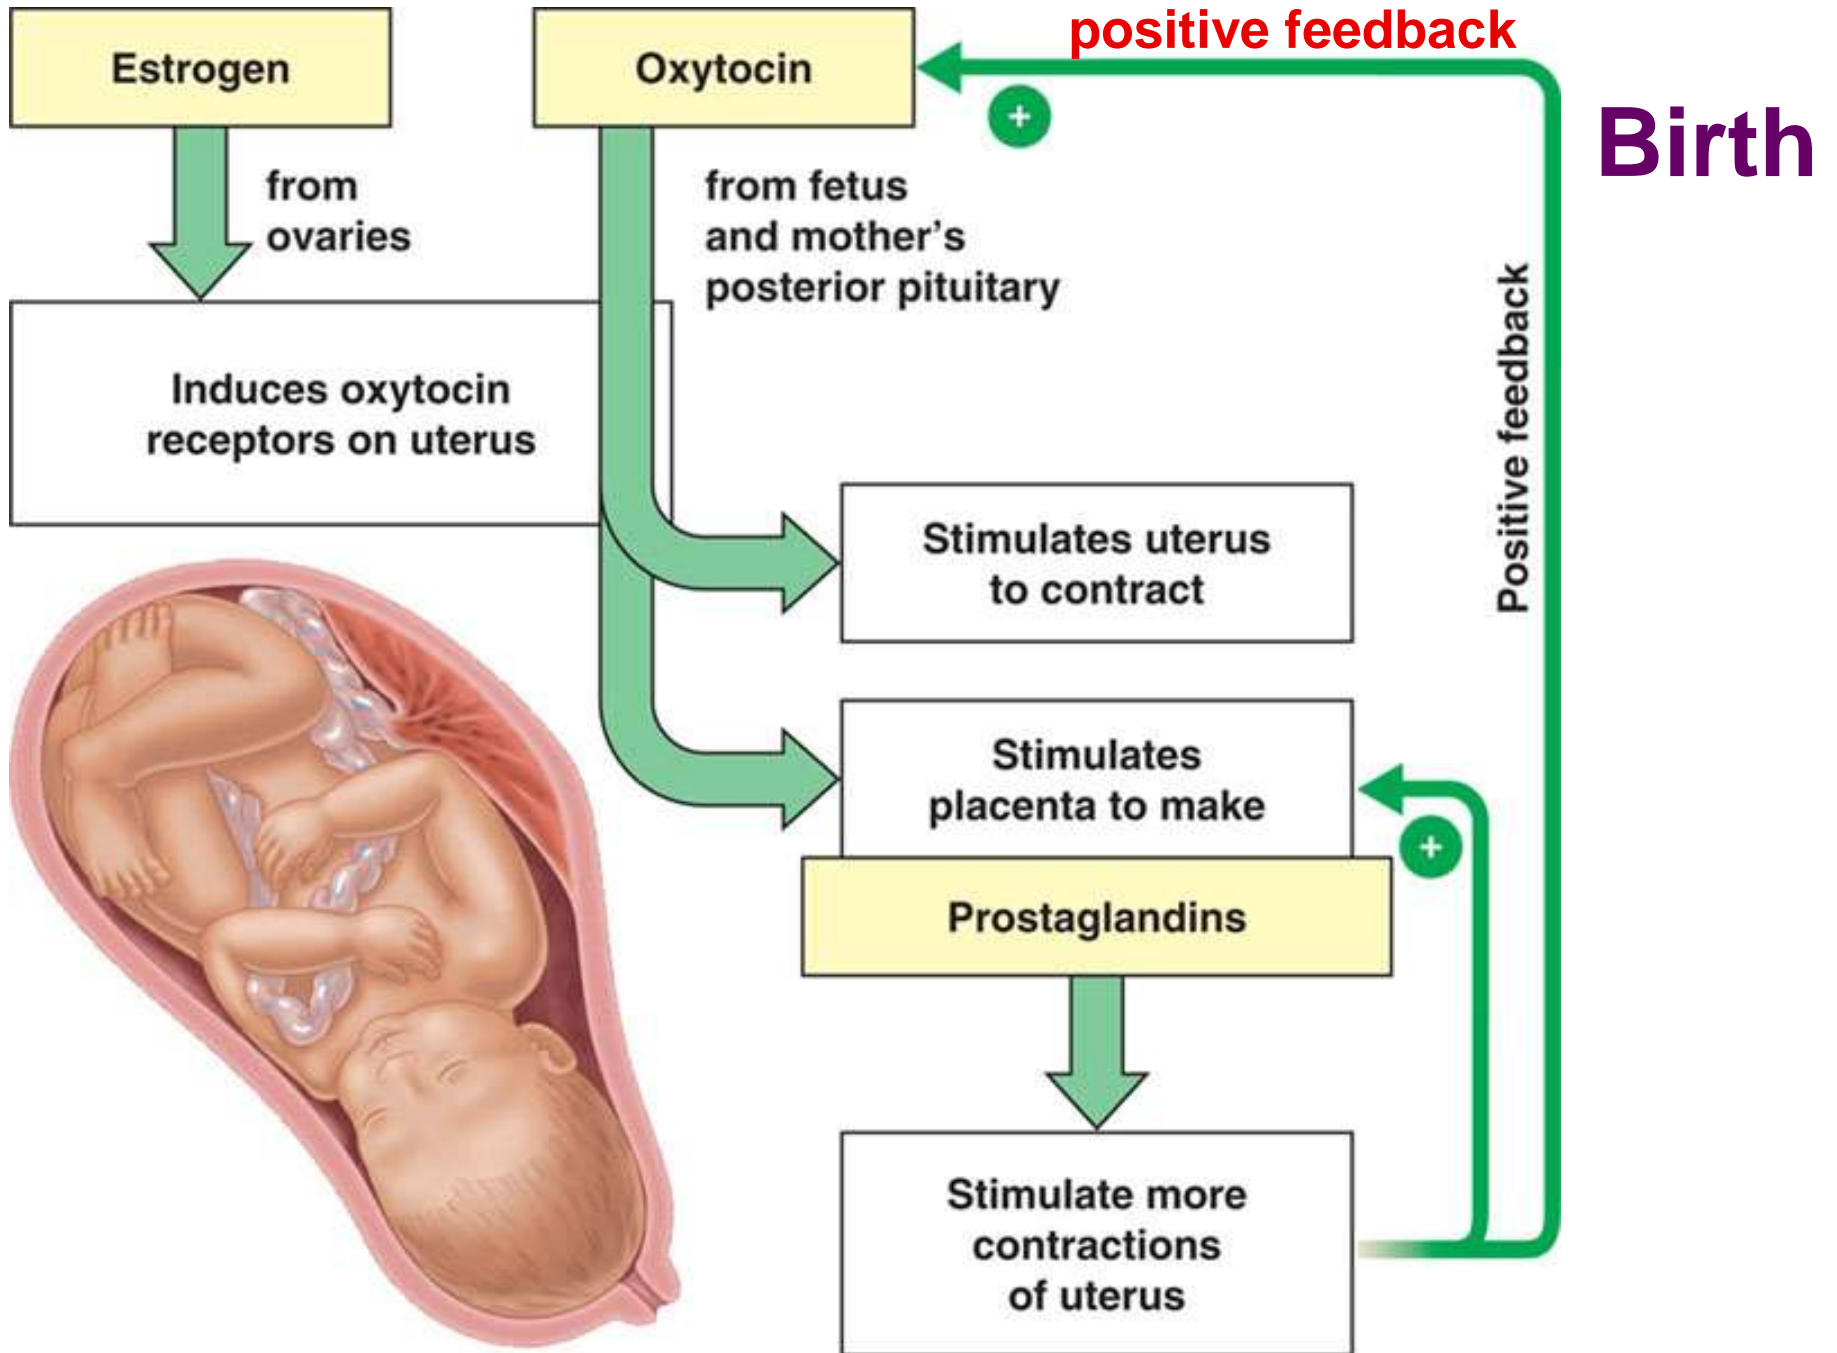 positive feedback
Birth
Estrogen
Oxytocin
+
from
ovaries
from fetus
and mother's
posterior pituitary
Induces oxytocin
receptors on uterus
Stimulates uterus
to contract
Positive feedback
Stimulates
placenta to make
+
Prostaglandins
Stimulate more
contractions
of uterus